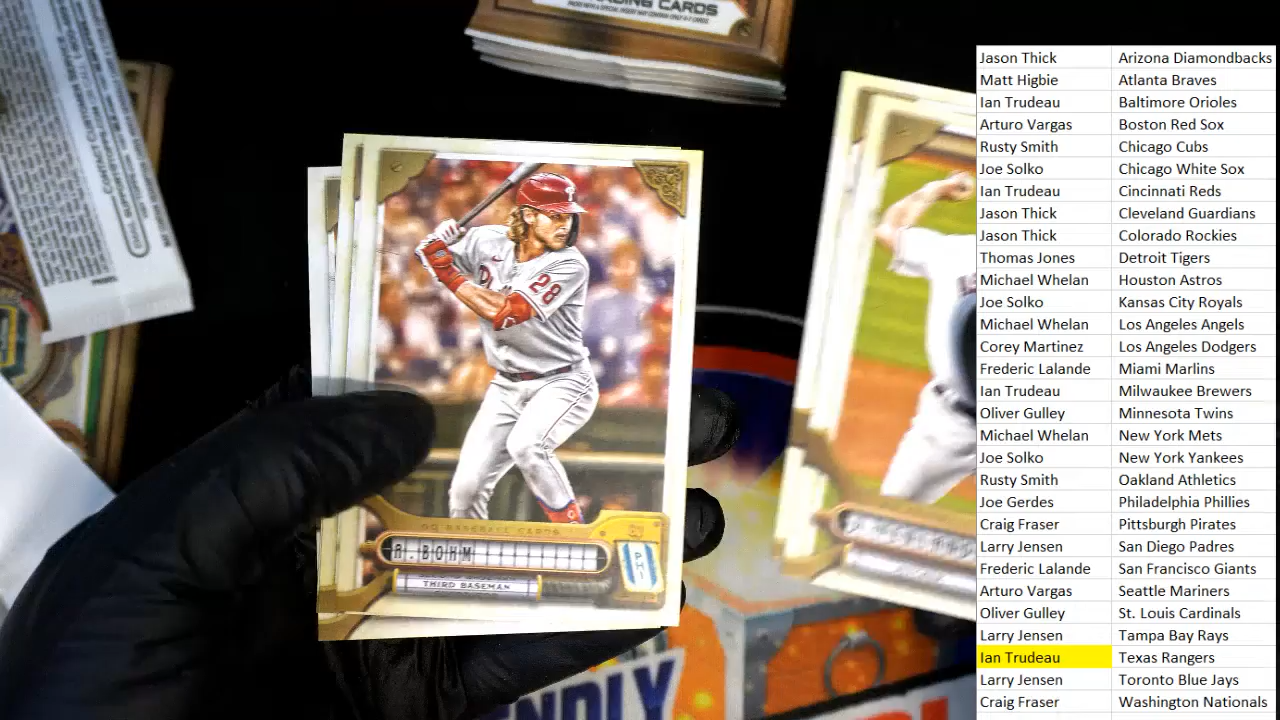 TRADING CARDS
28
GQ BASEBALL CARDS
A. BOHM
THIRD BASEMAN
PHI
NDLY
Jason Thick Arizona Diamondbacks
Matt Higbie Atlanta Braves
Ian Trudeau Baltimore Orioles
Arturo Vargas Boston Red Sox
Rusty Smith Chicago Cubs
Joe Solko Chicago White Sox
Ian Trudeau Cincinnati Reds
Jason Thick Cleveland Guardians
Jason Thick Colorado Rockies
Thomas Jones Detroit Tigers
Michael Whelan Houston Astros
Joe Solko Kansas City Royals
Michael Whelan Los Angeles Angels
Corey Martinez Los Angeles Dodgers
Frederic Lalande Miami Marlins
Ian Trudeau Milwaukee Brewers
Oliver Gulley Minnesota Twins
Michael Whelan New York Mets
Joe Solko New York Yankees
Rusty Smith Oakland Athletics
Joe Gerdes Philadelphia Phillies
Craig Fraser Pittsburgh Pirates
Larry Jensen San Diego Padres
Frederic Lalande San Francisco Giants
Arturo Vargas Seattle Mariners
Oliver Gulley St. Louis Cardinals
Larry Jensen Tampa Bay Rays
Ian Trudeau Texas Rangers
Larry Jensen Toronto Blue Jays
Craig Fraser Washington Nationals